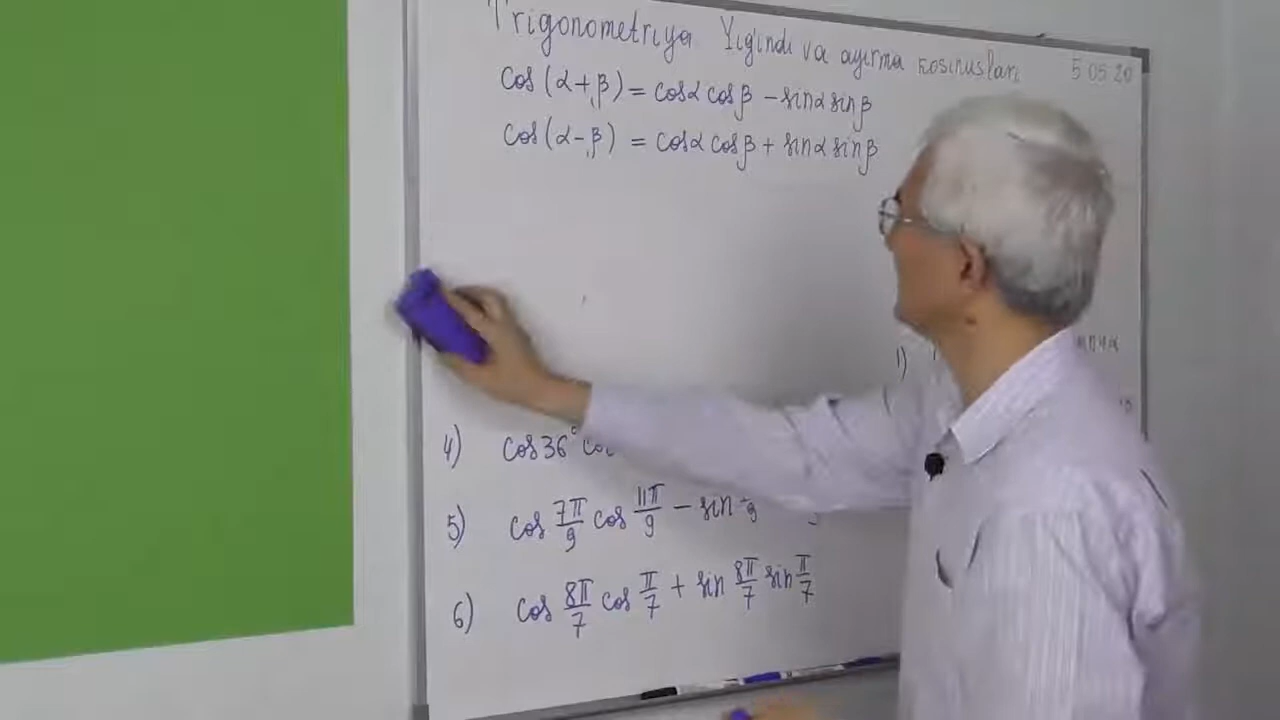 Trigonometriya Yig'indi va ayirma kosinuslari 5 05 20
cos(α+β) = cosα cosβ − sinα sinβ
cos(α−β) = cosα cosβ + sinα sinβ
1)
4) cos36°
5) cos 7π/9 cos 11π/9 − sin
6) cos 8π/7 cos π/7 + sin 8π/7 sin π/7